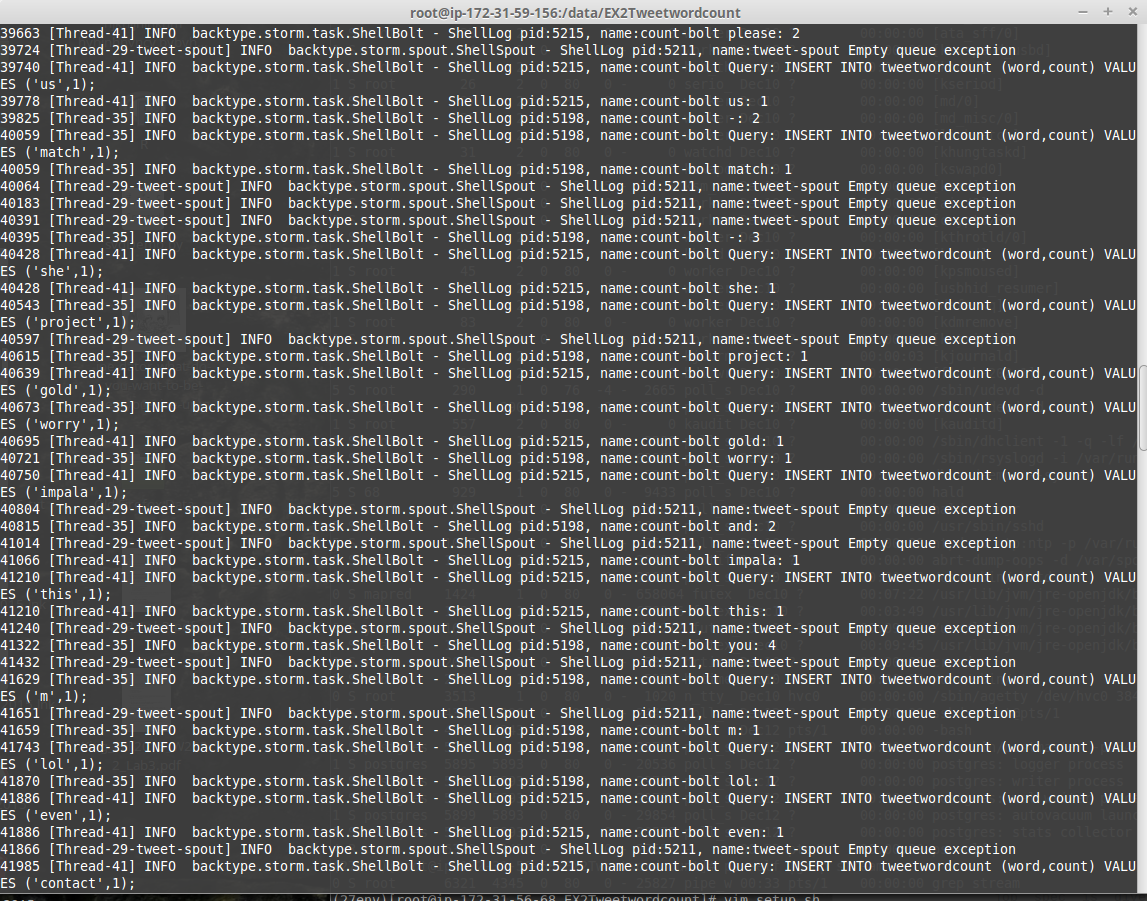 root@ip-172-31-59-156:/data/EX2Tweetwordcount
39663 [Thread-41] INFO  backtype.storm.task.ShellBolt - ShellLog pid:5215, name:count-bolt please: 2
39724 [Thread-29-tweet-spout] INFO  backtype.storm.spout.ShellSpout - ShellLog pid:5211, name:tweet-spout Empty queue exception
39740 [Thread-41] INFO  backtype.storm.task.ShellBolt - ShellLog pid:5215, name:count-bolt Query: INSERT INTO tweetwordcount (word,count) VALU
ES ('us',1);
39778 [Thread-41] INFO  backtype.storm.task.ShellBolt - ShellLog pid:5215, name:count-bolt us: 1
39825 [Thread-35] INFO  backtype.storm.task.ShellBolt - ShellLog pid:5198, name:count-bolt -: 2
40059 [Thread-35] INFO  backtype.storm.task.ShellBolt - ShellLog pid:5198, name:count-bolt Query: INSERT INTO tweetwordcount (word,count) VALU
ES ('match',1);
40059 [Thread-35] INFO  backtype.storm.task.ShellBolt - ShellLog pid:5198, name:count-bolt match: 1
40064 [Thread-29-tweet-spout] INFO  backtype.storm.spout.ShellSpout - ShellLog pid:5211, name:tweet-spout Empty queue exception
40183 [Thread-29-tweet-spout] INFO  backtype.storm.spout.ShellSpout - ShellLog pid:5211, name:tweet-spout Empty queue exception
40391 [Thread-29-tweet-spout] INFO  backtype.storm.spout.ShellSpout - ShellLog pid:5211, name:tweet-spout Empty queue exception
40395 [Thread-35] INFO  backtype.storm.task.ShellBolt - ShellLog pid:5198, name:count-bolt -: 3
40428 [Thread-41] INFO  backtype.storm.task.ShellBolt - ShellLog pid:5215, name:count-bolt Query: INSERT INTO tweetwordcount (word,count) VALU
ES ('she',1);
40428 [Thread-41] INFO  backtype.storm.task.ShellBolt - ShellLog pid:5215, name:count-bolt she: 1
40543 [Thread-35] INFO  backtype.storm.task.ShellBolt - ShellLog pid:5198, name:count-bolt Query: INSERT INTO tweetwordcount (word,count) VALU
ES ('project',1);
40597 [Thread-29-tweet-spout] INFO  backtype.storm.spout.ShellSpout - ShellLog pid:5211, name:tweet-spout Empty queue exception
40615 [Thread-35] INFO  backtype.storm.task.ShellBolt - ShellLog pid:5198, name:count-bolt project: 1
40639 [Thread-41] INFO  backtype.storm.task.ShellBolt - ShellLog pid:5215, name:count-bolt Query: INSERT INTO tweetwordcount (word,count) VALU
ES ('gold',1);
40673 [Thread-35] INFO  backtype.storm.task.ShellBolt - ShellLog pid:5198, name:count-bolt Query: INSERT INTO tweetwordcount (word,count) VALU
ES ('worry',1);
40695 [Thread-41] INFO  backtype.storm.task.ShellBolt - ShellLog pid:5215, name:count-bolt gold: 1
40721 [Thread-35] INFO  backtype.storm.task.ShellBolt - ShellLog pid:5198, name:count-bolt worry: 1
40750 [Thread-41] INFO  backtype.storm.task.ShellBolt - ShellLog pid:5215, name:count-bolt Query: INSERT INTO tweetwordcount (word,count) VALU
ES ('impala',1);
40804 [Thread-29-tweet-spout] INFO  backtype.storm.spout.ShellSpout - ShellLog pid:5211, name:tweet-spout Empty queue exception
40815 [Thread-35] INFO  backtype.storm.task.ShellBolt - ShellLog pid:5198, name:count-bolt and: 2
41014 [Thread-29-tweet-spout] INFO  backtype.storm.spout.ShellSpout - ShellLog pid:5211, name:tweet-spout Empty queue exception
41066 [Thread-41] INFO  backtype.storm.task.ShellBolt - ShellLog pid:5215, name:count-bolt impala: 1
41210 [Thread-41] INFO  backtype.storm.task.ShellBolt - ShellLog pid:5215, name:count-bolt Query: INSERT INTO tweetwordcount (word,count) VALU
ES ('this',1);
41210 [Thread-41] INFO  backtype.storm.task.ShellBolt - ShellLog pid:5215, name:count-bolt this: 1
41240 [Thread-29-tweet-spout] INFO  backtype.storm.spout.ShellSpout - ShellLog pid:5211, name:tweet-spout Empty queue exception
41322 [Thread-35] INFO  backtype.storm.task.ShellBolt - ShellLog pid:5198, name:count-bolt you: 4
41432 [Thread-29-tweet-spout] INFO  backtype.storm.spout.ShellSpout - ShellLog pid:5211, name:tweet-spout Empty queue exception
41629 [Thread-35] INFO  backtype.storm.task.ShellBolt - ShellLog pid:5198, name:count-bolt Query: INSERT INTO tweetwordcount (word,count) VALU
ES ('m',1);
41651 [Thread-29-tweet-spout] INFO  backtype.storm.spout.ShellSpout - ShellLog pid:5211, name:tweet-spout Empty queue exception
41659 [Thread-35] INFO  backtype.storm.task.ShellBolt - ShellLog pid:5198, name:count-bolt m: 1
41743 [Thread-35] INFO  backtype.storm.task.ShellBolt - ShellLog pid:5198, name:count-bolt Query: INSERT INTO tweetwordcount (word,count) VALU
ES ('lol',1);
41870 [Thread-35] INFO  backtype.storm.task.ShellBolt - ShellLog pid:5198, name:count-bolt lol: 1
41886 [Thread-41] INFO  backtype.storm.task.ShellBolt - ShellLog pid:5215, name:count-bolt Query: INSERT INTO tweetwordcount (word,count) VALU
ES ('even',1);
41886 [Thread-41] INFO  backtype.storm.task.ShellBolt - ShellLog pid:5215, name:count-bolt even: 1
41866 [Thread-29-tweet-spout] INFO  backtype.storm.spout.ShellSpout - ShellLog pid:5211, name:tweet-spout Empty queue exception
41985 [Thread-41] INFO  backtype.storm.task.ShellBolt - ShellLog pid:5215, name:count-bolt Query: INSERT INTO tweetwordcount (word,count) VALU
ES ('contact',1);